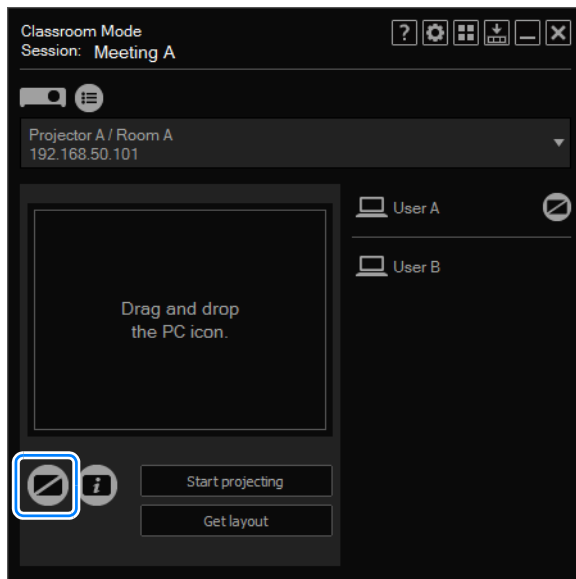 Classroom Mode
Session: Meeting A
?
Projector A / Room A
192.168.50.101
User A
User B
Drag and drop
the PC icon.
i
Start projecting
Get layout